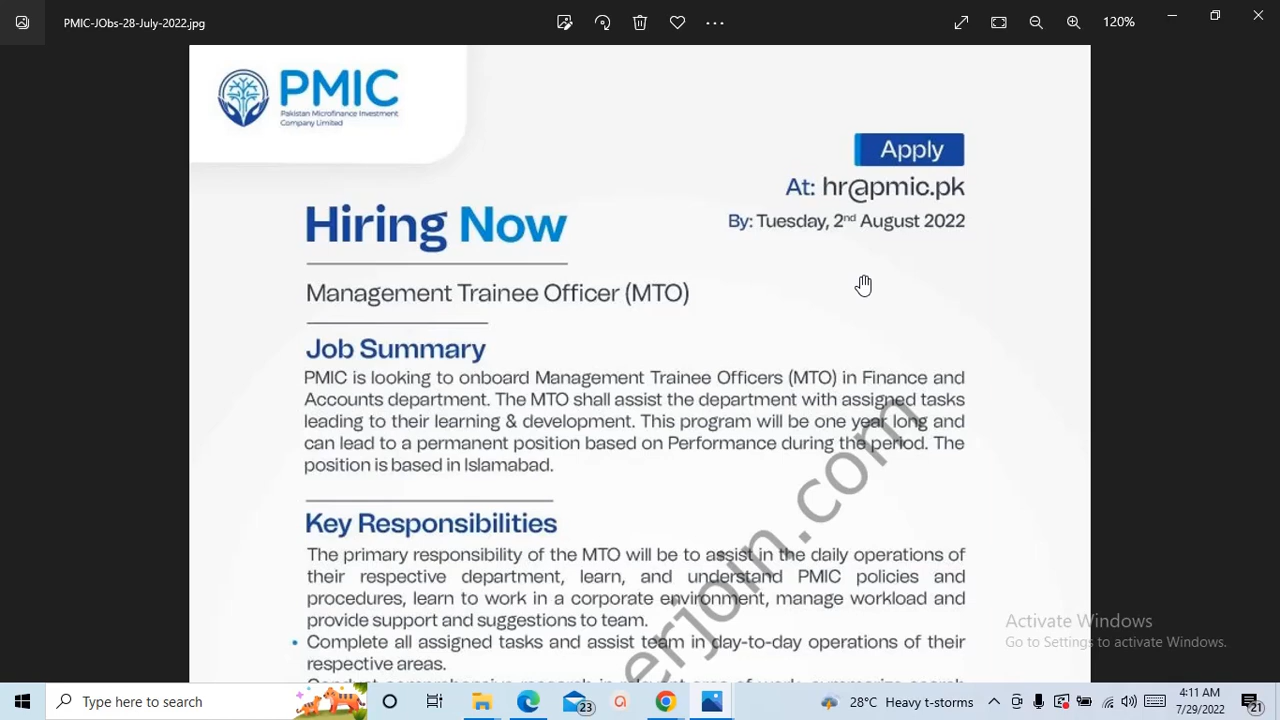 PMIC-JObs-28-July-2022.jpg
120%
PMIC
Pakistan Microfinance Investment
Company Limited
Apply
At: hr@pmic.pk
By: Tuesday, 2nd August 2022
Hiring Now
Management Trainee Officer (MTO)
Job Summary
PMIC is looking to onboard Management Trainee Officers (MTO) in Finance and
Accounts department. The MTO shall assist the department with assigned tasks
leading to their learning & development. This program will be one year long and
can lead to a permanent position based on Performance during the period. The
position is based in Islamabad.
Key Responsibilities
The primary responsibility of the MTO will be to assist in the daily operations of
their respective department, learn, and understand PMIC policies and
procedures, learn to work in a corporate environment, manage workload and
provide support and suggestions to team.
• Complete all assigned tasks and assist team in day-to-day operations of their
respective areas.
erjoin.com
Activate Windows
Go to Settings to activate Windows.
Type here to search
23
28°C Heavy t-storms
4:11 AM
7/29/2022
21